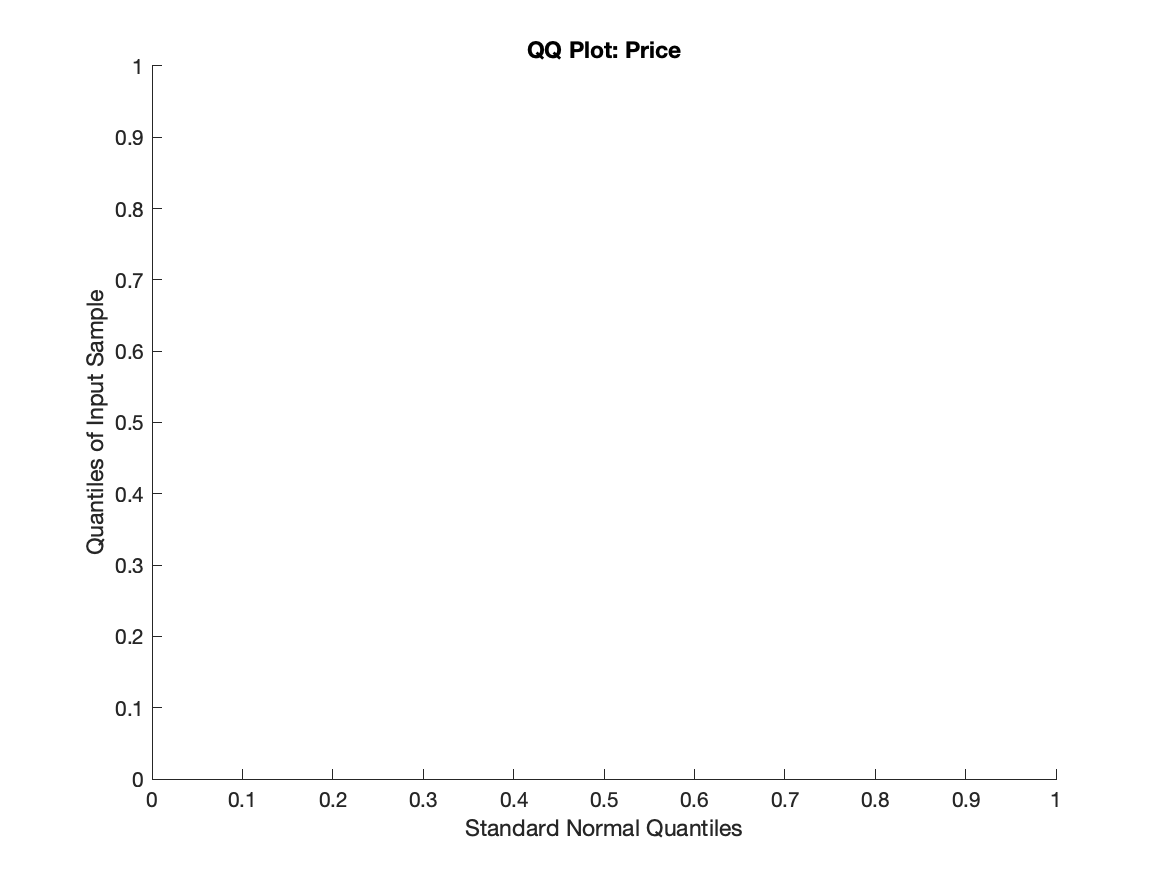 QQ Plot: Price
1
0.9
0.8
0.7
0.6
0.5
0.4
0.3
0.2
0.1
0
Quantiles of Input Sample
0 0.1 0.2 0.3 0.4 0.5 0.6 0.7 0.8 0.9 1
Standard Normal Quantiles